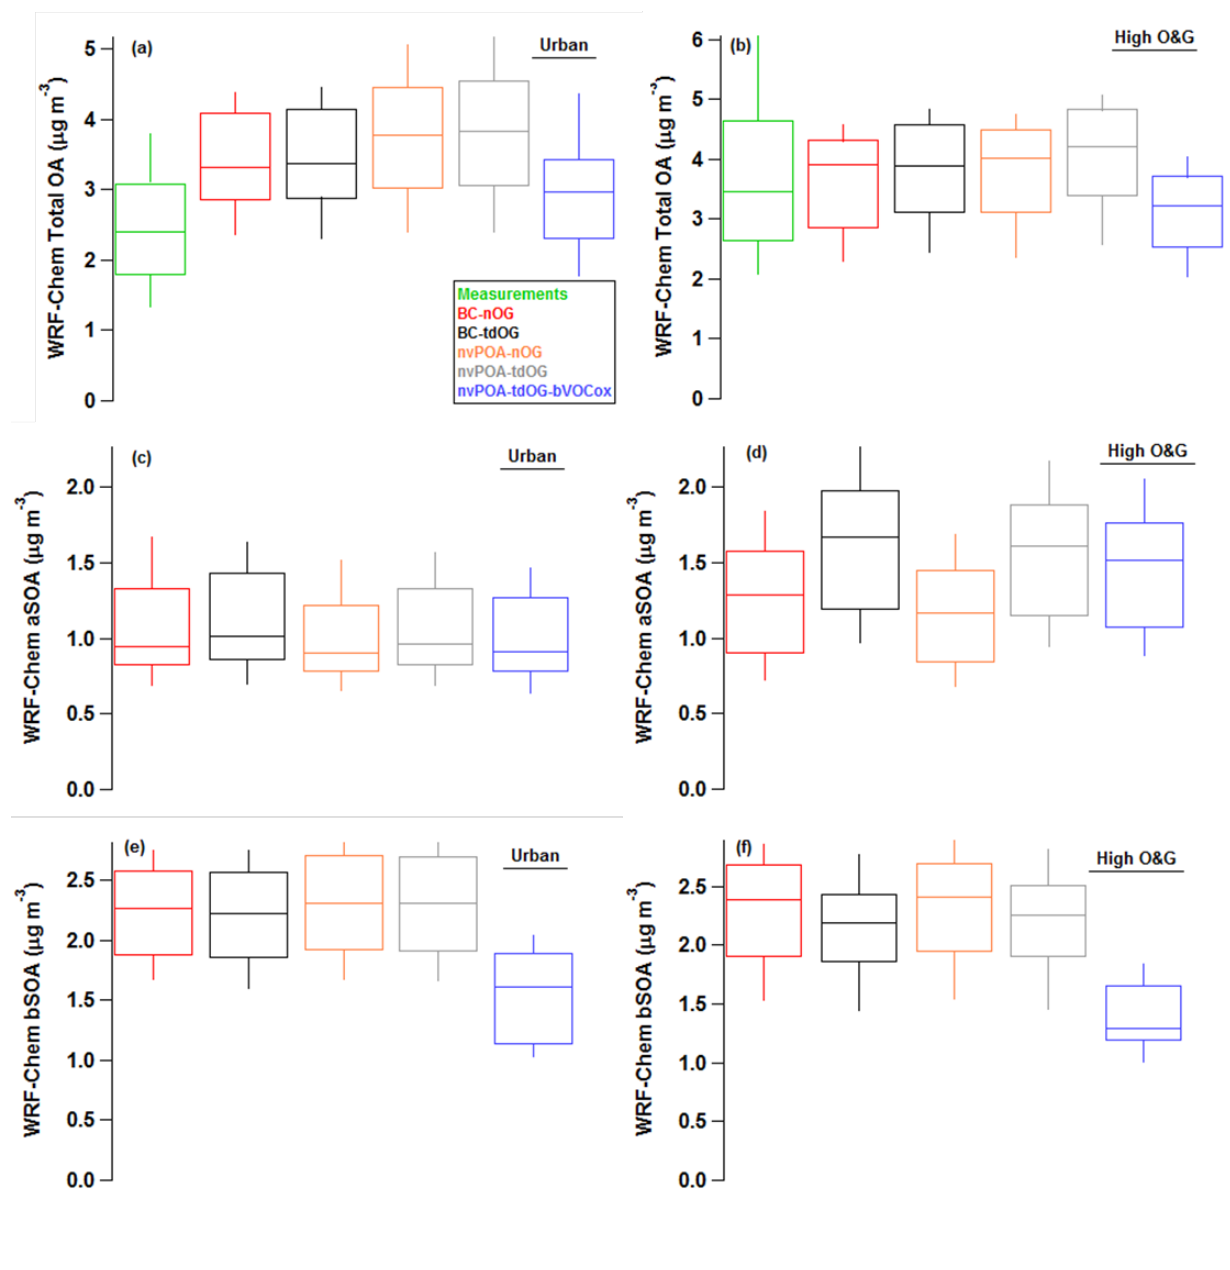 (a)
Urban
WRF-Chem Total OA (µg m⁻³)
5
4
3
2
1
0
Measurements
BC-nOG
BC-tdOG
nvPOA-nOG
nvPOA-tdOG
nvPOA-tdOG-bVOCox
(b)
High O&G
WRF-Chem Total OA (µg m⁻³)
6
5
4
3
2
1
0
(c)
Urban
WRF-Chem aSOA (µg m⁻³)
2.0
1.5
1.0
0.5
0.0
(d)
High O&G
WRF-Chem aSOA (µg m⁻³)
2.0
1.5
1.0
0.5
0.0
(e)
Urban
WRF-Chem bSOA (µg m⁻³)
2.5
2.0
1.5
1.0
0.5
0.0
(f)
High O&G
WRF-Chem bSOA (µg m⁻³)
2.5
2.0
1.5
1.0
0.5
0.0